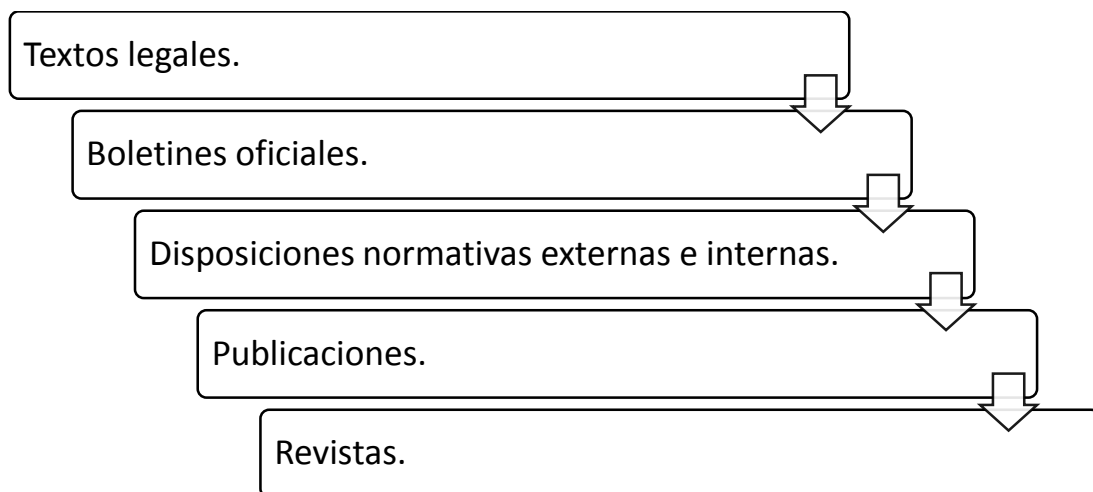 Textos legales.
Boletines oficiales.
Disposiciones normativas externas e internas.
Publicaciones.
Revistas.